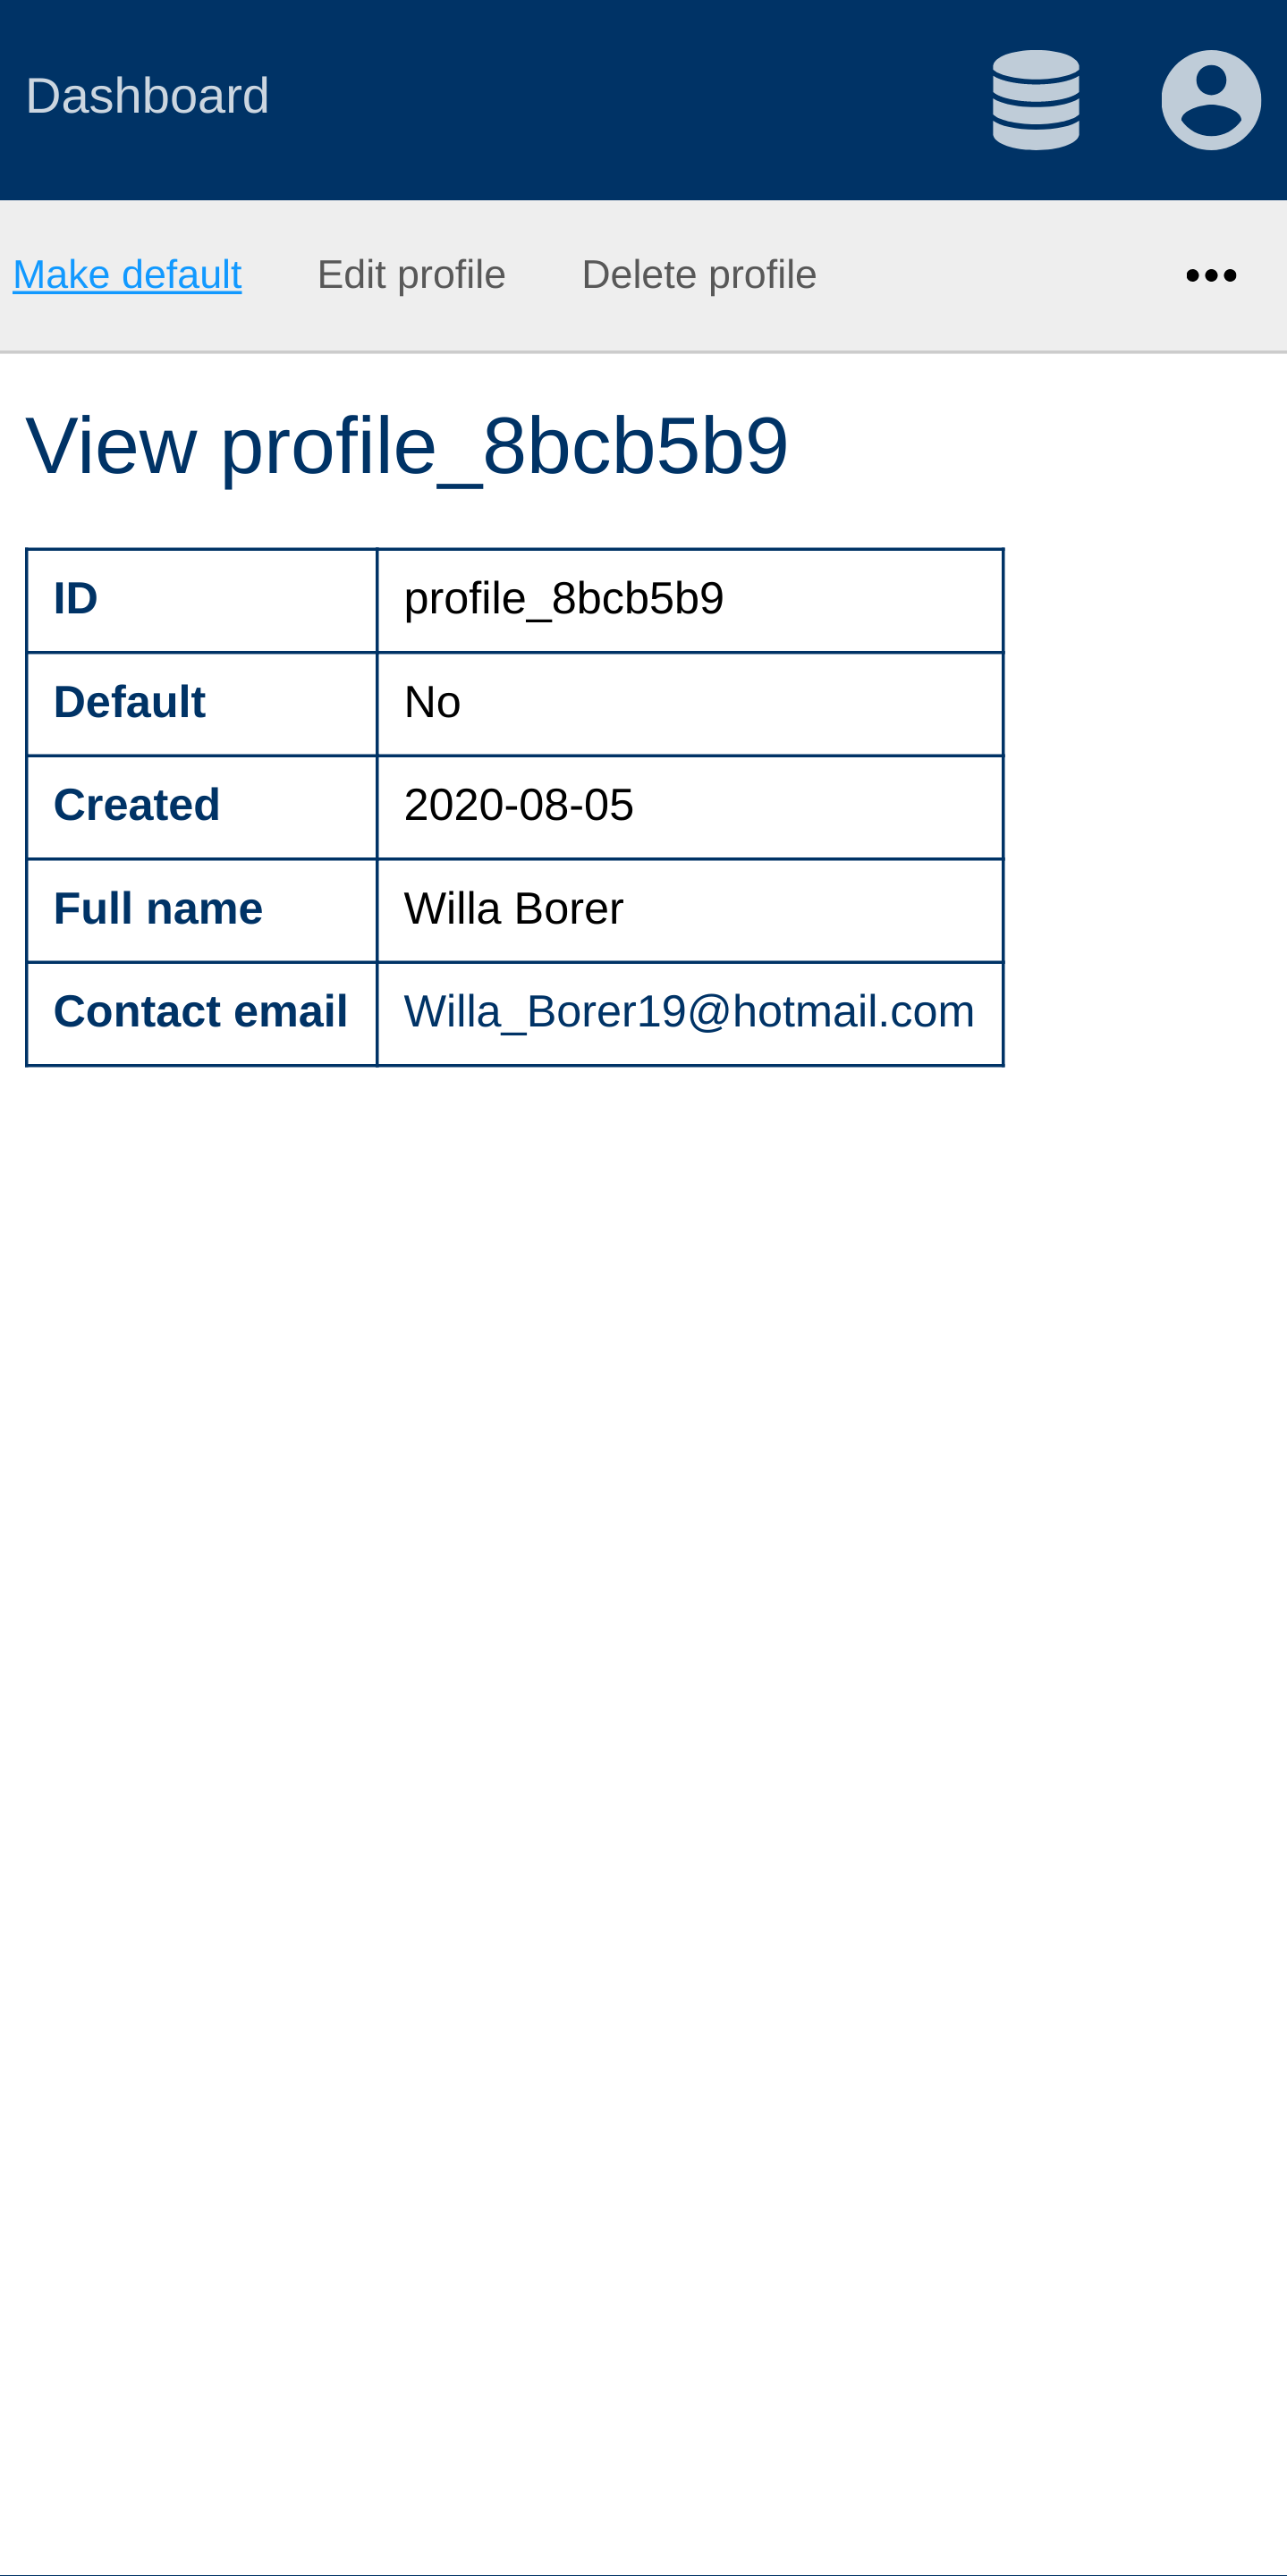 Dashboard
Make default Edit profile Delete profile
View profile_8bcb5b9
ID profile_8bcb5b9
Default No
Created 2020-08-05
Full name Willa Borer
Contact email Willa_Borer19@hotmail.com